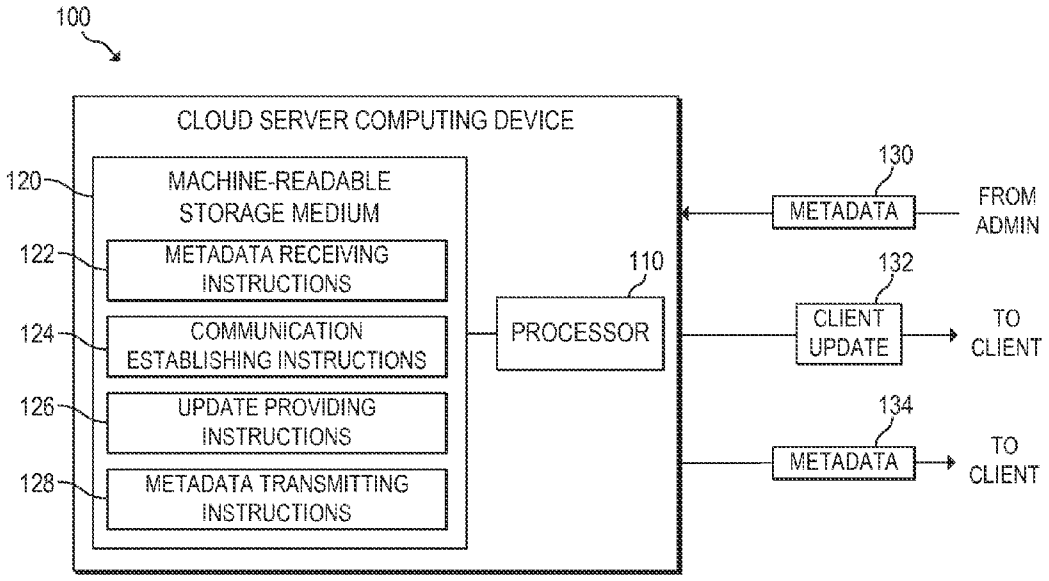 100
CLOUD SERVER COMPUTING DEVICE
120
MACHINE-READABLE
STORAGE MEDIUM
122
METADATA RECEIVING
INSTRUCTIONS
124
COMMUNICATION
ESTABLISHING INSTRUCTIONS
126
UPDATE PROVIDING
INSTRUCTIONS
128
METADATA TRANSMITTING
INSTRUCTIONS
110
PROCESSOR
130
METADATA
FROM
ADMIN
132
CLIENT
UPDATE
TO
CLIENT
134
METADATA
TO
CLIENT